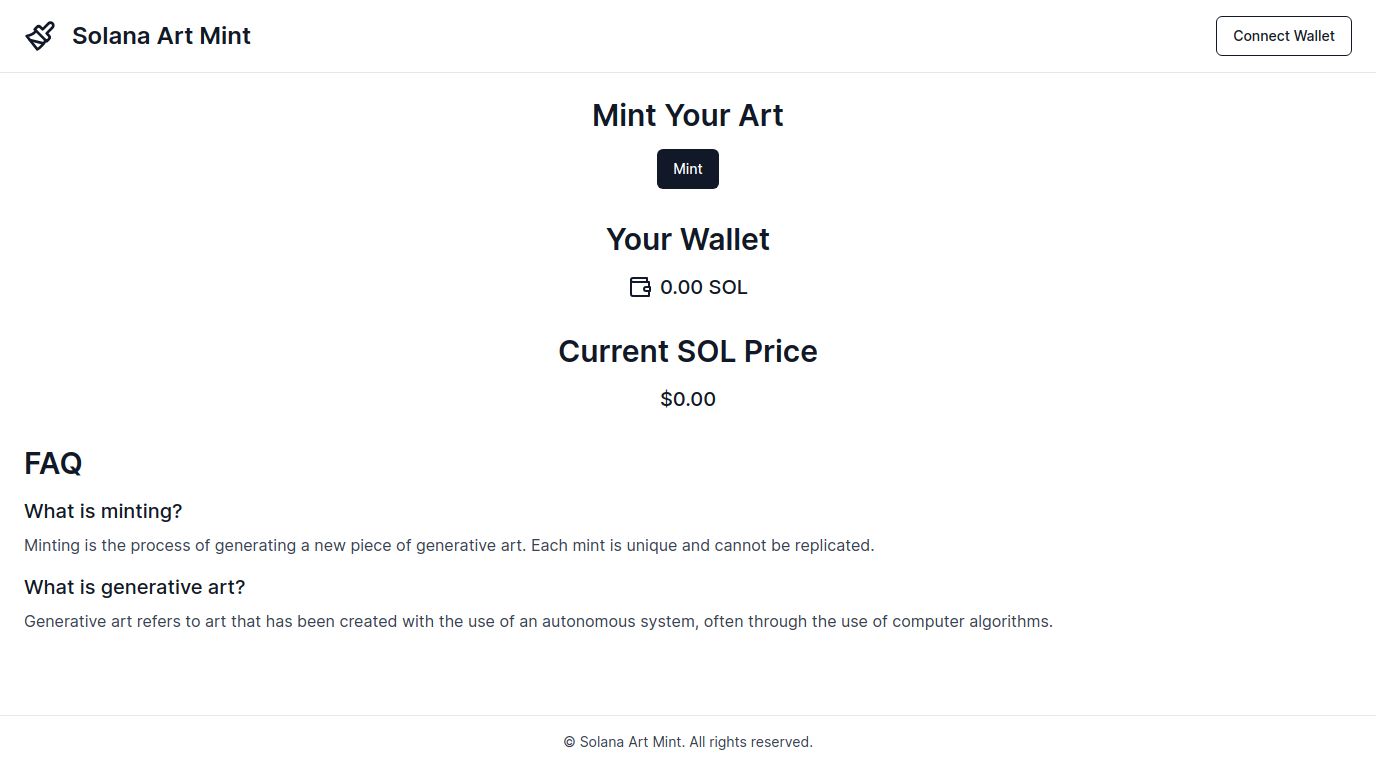 Solana Art Mint
Connect Wallet
Mint Your Art
Mint
Your Wallet
0.00 SOL
Current SOL Price
$0.00
FAQ
What is minting?
Minting is the process of generating a new piece of generative art. Each mint is unique and cannot be replicated.
What is generative art?
Generative art refers to art that has been created with the use of an autonomous system, often through the use of computer algorithms.
© Solana Art Mint. All rights reserved.